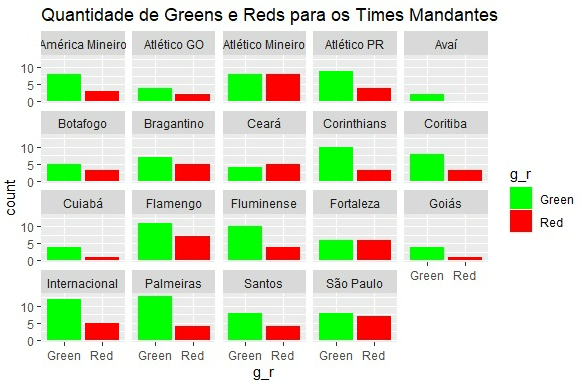 Quantidade de Greens e Reds para os Times Mandantes
América Mineiro Atlético GO Atlético Mineiro Atlético PR Avaí
10
5
0
Botafogo Bragantino Ceará Corinthians Coritiba
10
5
0
Cuiabá Flamengo Fluminense Fortaleza Goiás
10
5
0
Green Red
Internacional Palmeiras Santos São Paulo
10
5
0
Green Red Green Red Green Red Green Red
g_r
count
g_r
Green
Red